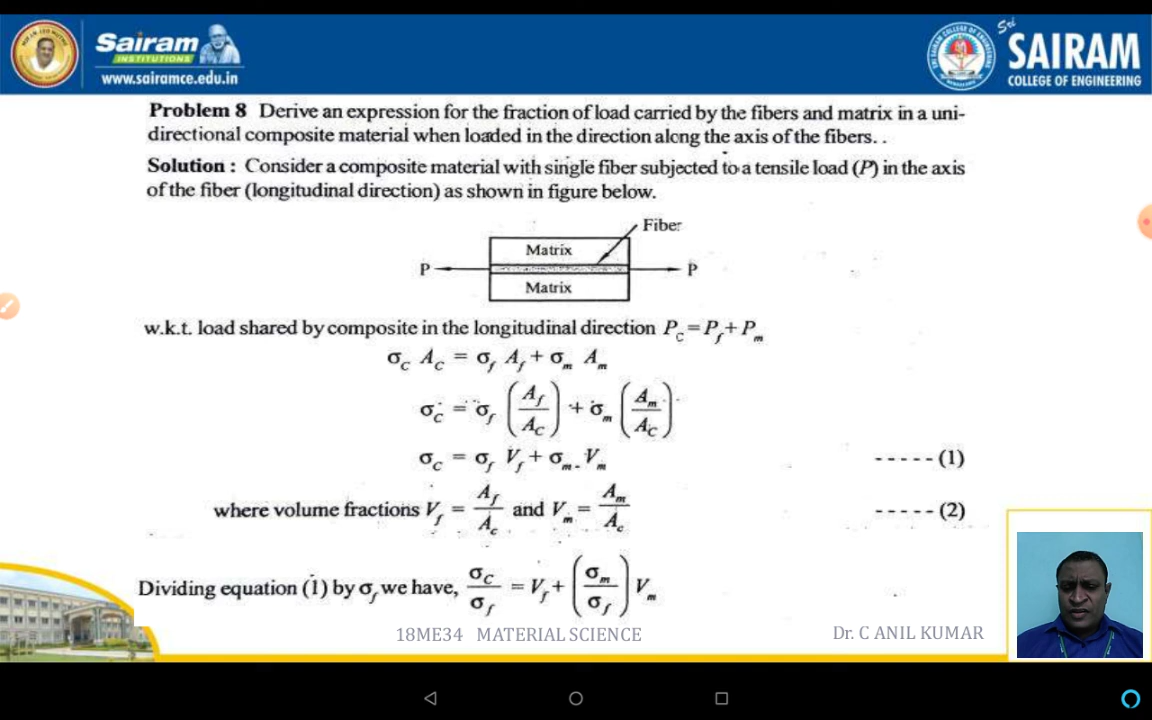 Sairam
INSTITUTIONS
www.sairamce.edu.in
Sri
SAIRAM
COLLEGE OF ENGINEERING
Problem 8 Derive an expression for the fraction of load carried by the fibers and matrix in a uni-
directional composite material when loaded in the direction along the axis of the fibers. .
Solution : Consider a composite material with single fiber subjected to a tensile load (P) in the axis
of the fiber (longitudinal direction) as shown in figure below.
Fiber
Matrix
P P
Matrix
w.k.t. load shared by composite in the longitudinal direction P_C = P_f + P_m
σ_C A_C = σ_f A_f + σ_m A_m
σ_C = σ_f (A_f / A_C) + σ_m (A_m / A_C)
σ_C = σ_f V_f + σ_m V_m - - - - - (1)
where volume fractions V_f = A_f / A_c and V_m = A_m / A_c - - - - - (2)
Dividing equation (1) by σ_f we have, σ_C / σ_f = V_f + (σ_m / σ_f) V_m
18ME34 MATERIAL SCIENCE
Dr. C ANIL KUMAR